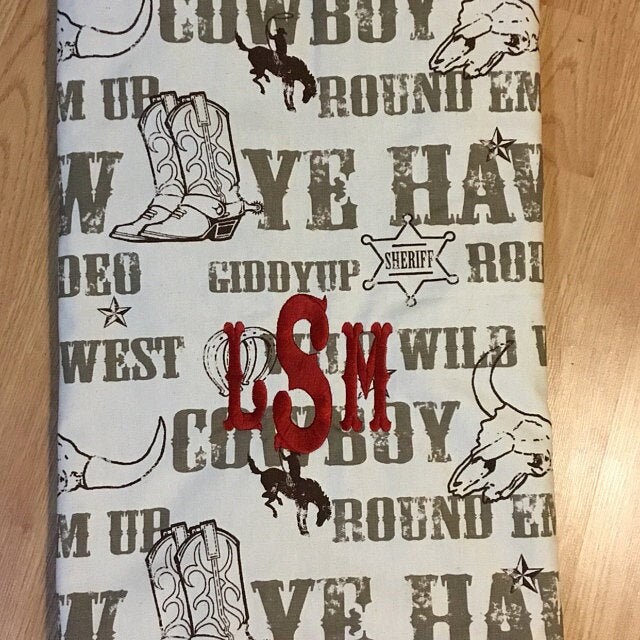 COWBOY
M UP ROUND EM
W YE HAW
DEO GIDDYUP SHERIFF ROD
WEST WILD WILD W
LSM
COWBOY
M UP ROUND EM
W YE HAW